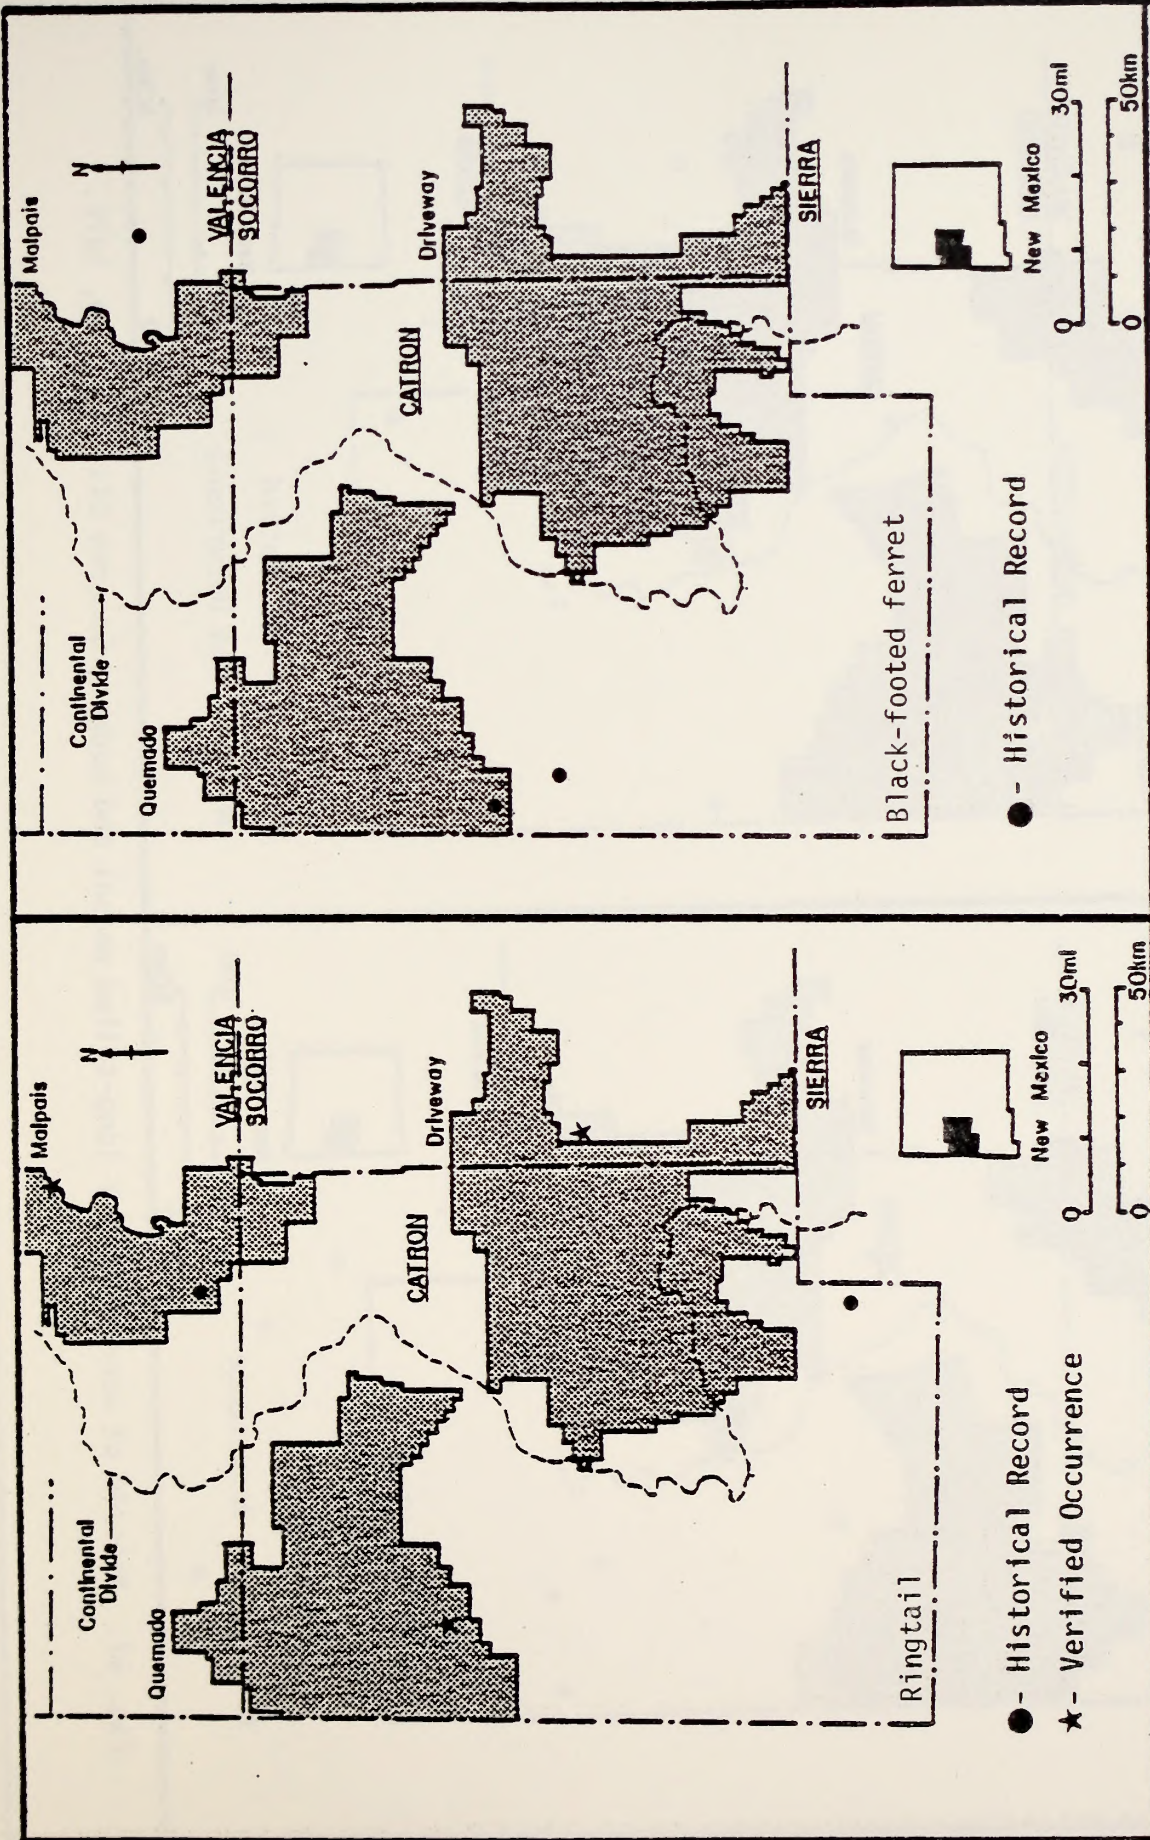 Malpais
N
VALENCIA
SOCORRO
Continental
Divide
Quemado
Driveway
CATRON
SIERRA
Ringtail
New Mexico
0 30mi
0 50km
● - Historical Record
★ - Verified Occurrence
Malpais
N
VALENCIA
SOCORRO
Continental
Divide
Quemado
Driveway
CATRON
SIERRA
Black-footed ferret
New Mexico
0 30mi
0 50km
● - Historical Record